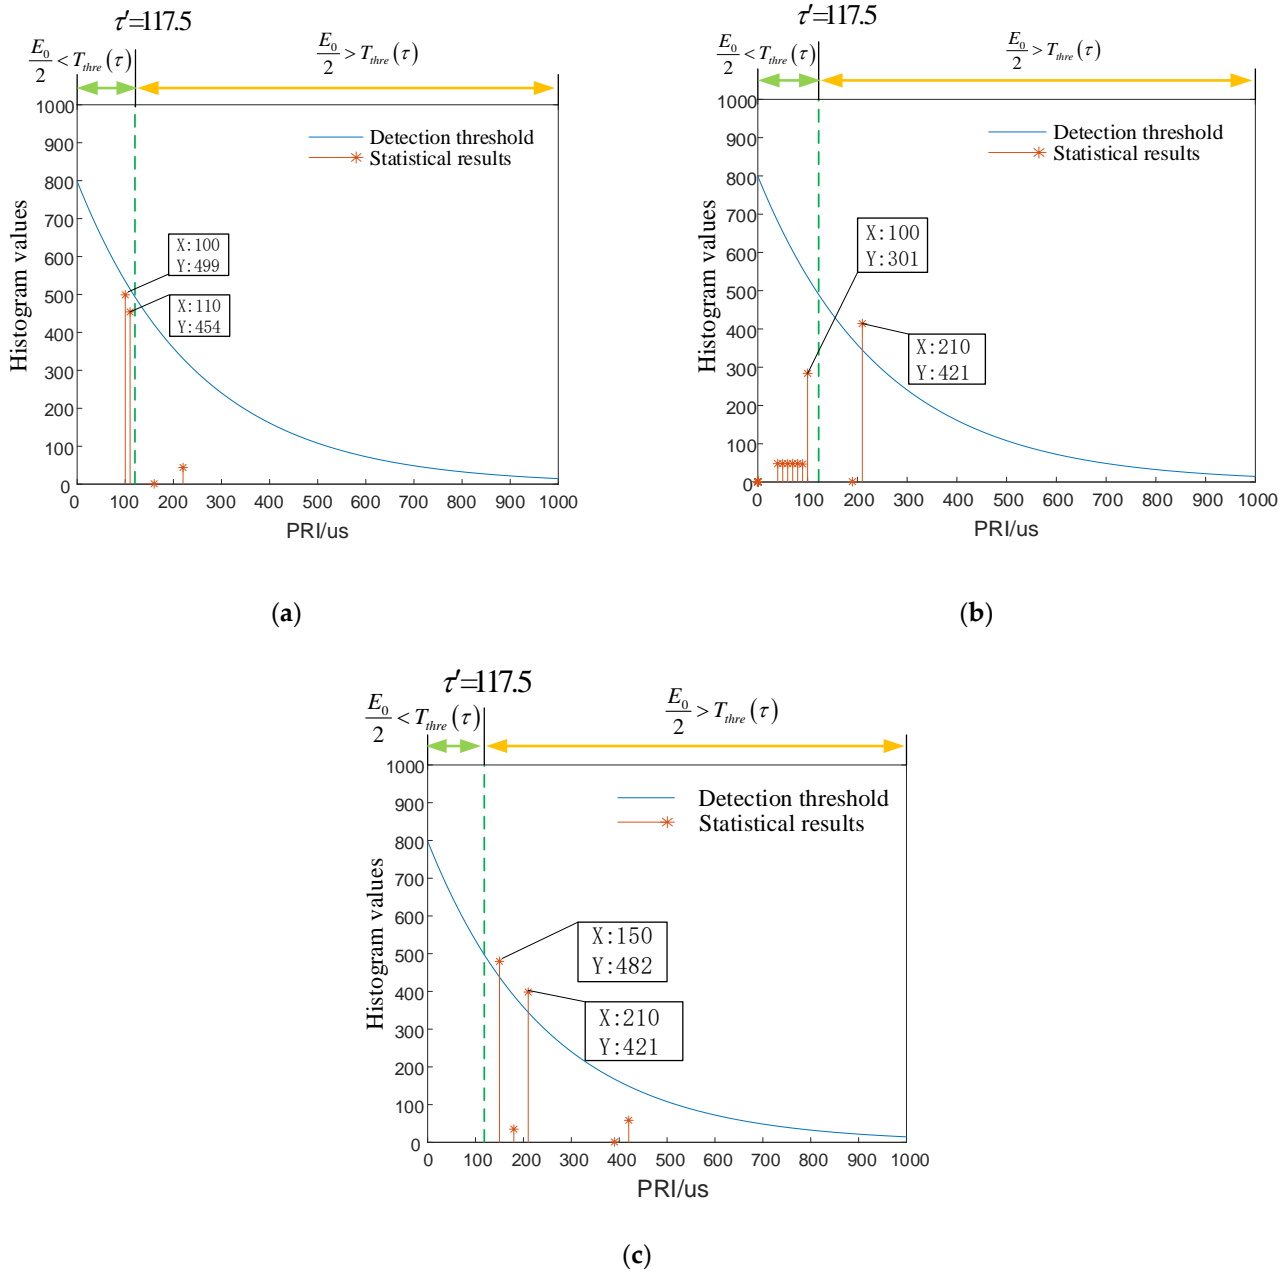 τ′=117.5
E₀/2 < Tthre(τ)
E₀/2 > Tthre(τ)
1000
900
800
700
600
500
400
300
200
100
0
Histogram values
Detection threshold
Statistical results
X:100
Y:499
X:110
Y:454
0 100 200 300 400 500 600 700 800 900 1000
PRI/us
(a)
τ′=117.5
E₀/2 < Tthre(τ)
E₀/2 > Tthre(τ)
1000
900
800
700
600
500
400
300
200
100
0
Histogram values
Detection threshold
Statistical results
X:100
Y:301
X:210
Y:421
0 100 200 300 400 500 600 700 800 900 1000
PRI/us
(b)
τ′=117.5
E₀/2 < Tthre(τ)
E₀/2 > Tthre(τ)
1000
900
800
700
600
500
400
300
200
100
0
Histogram values
Detection threshold
Statistical results
X:150
Y:482
X:210
Y:421
0 100 200 300 400 500 600 700 800 900 1000
PRI/us
(c)